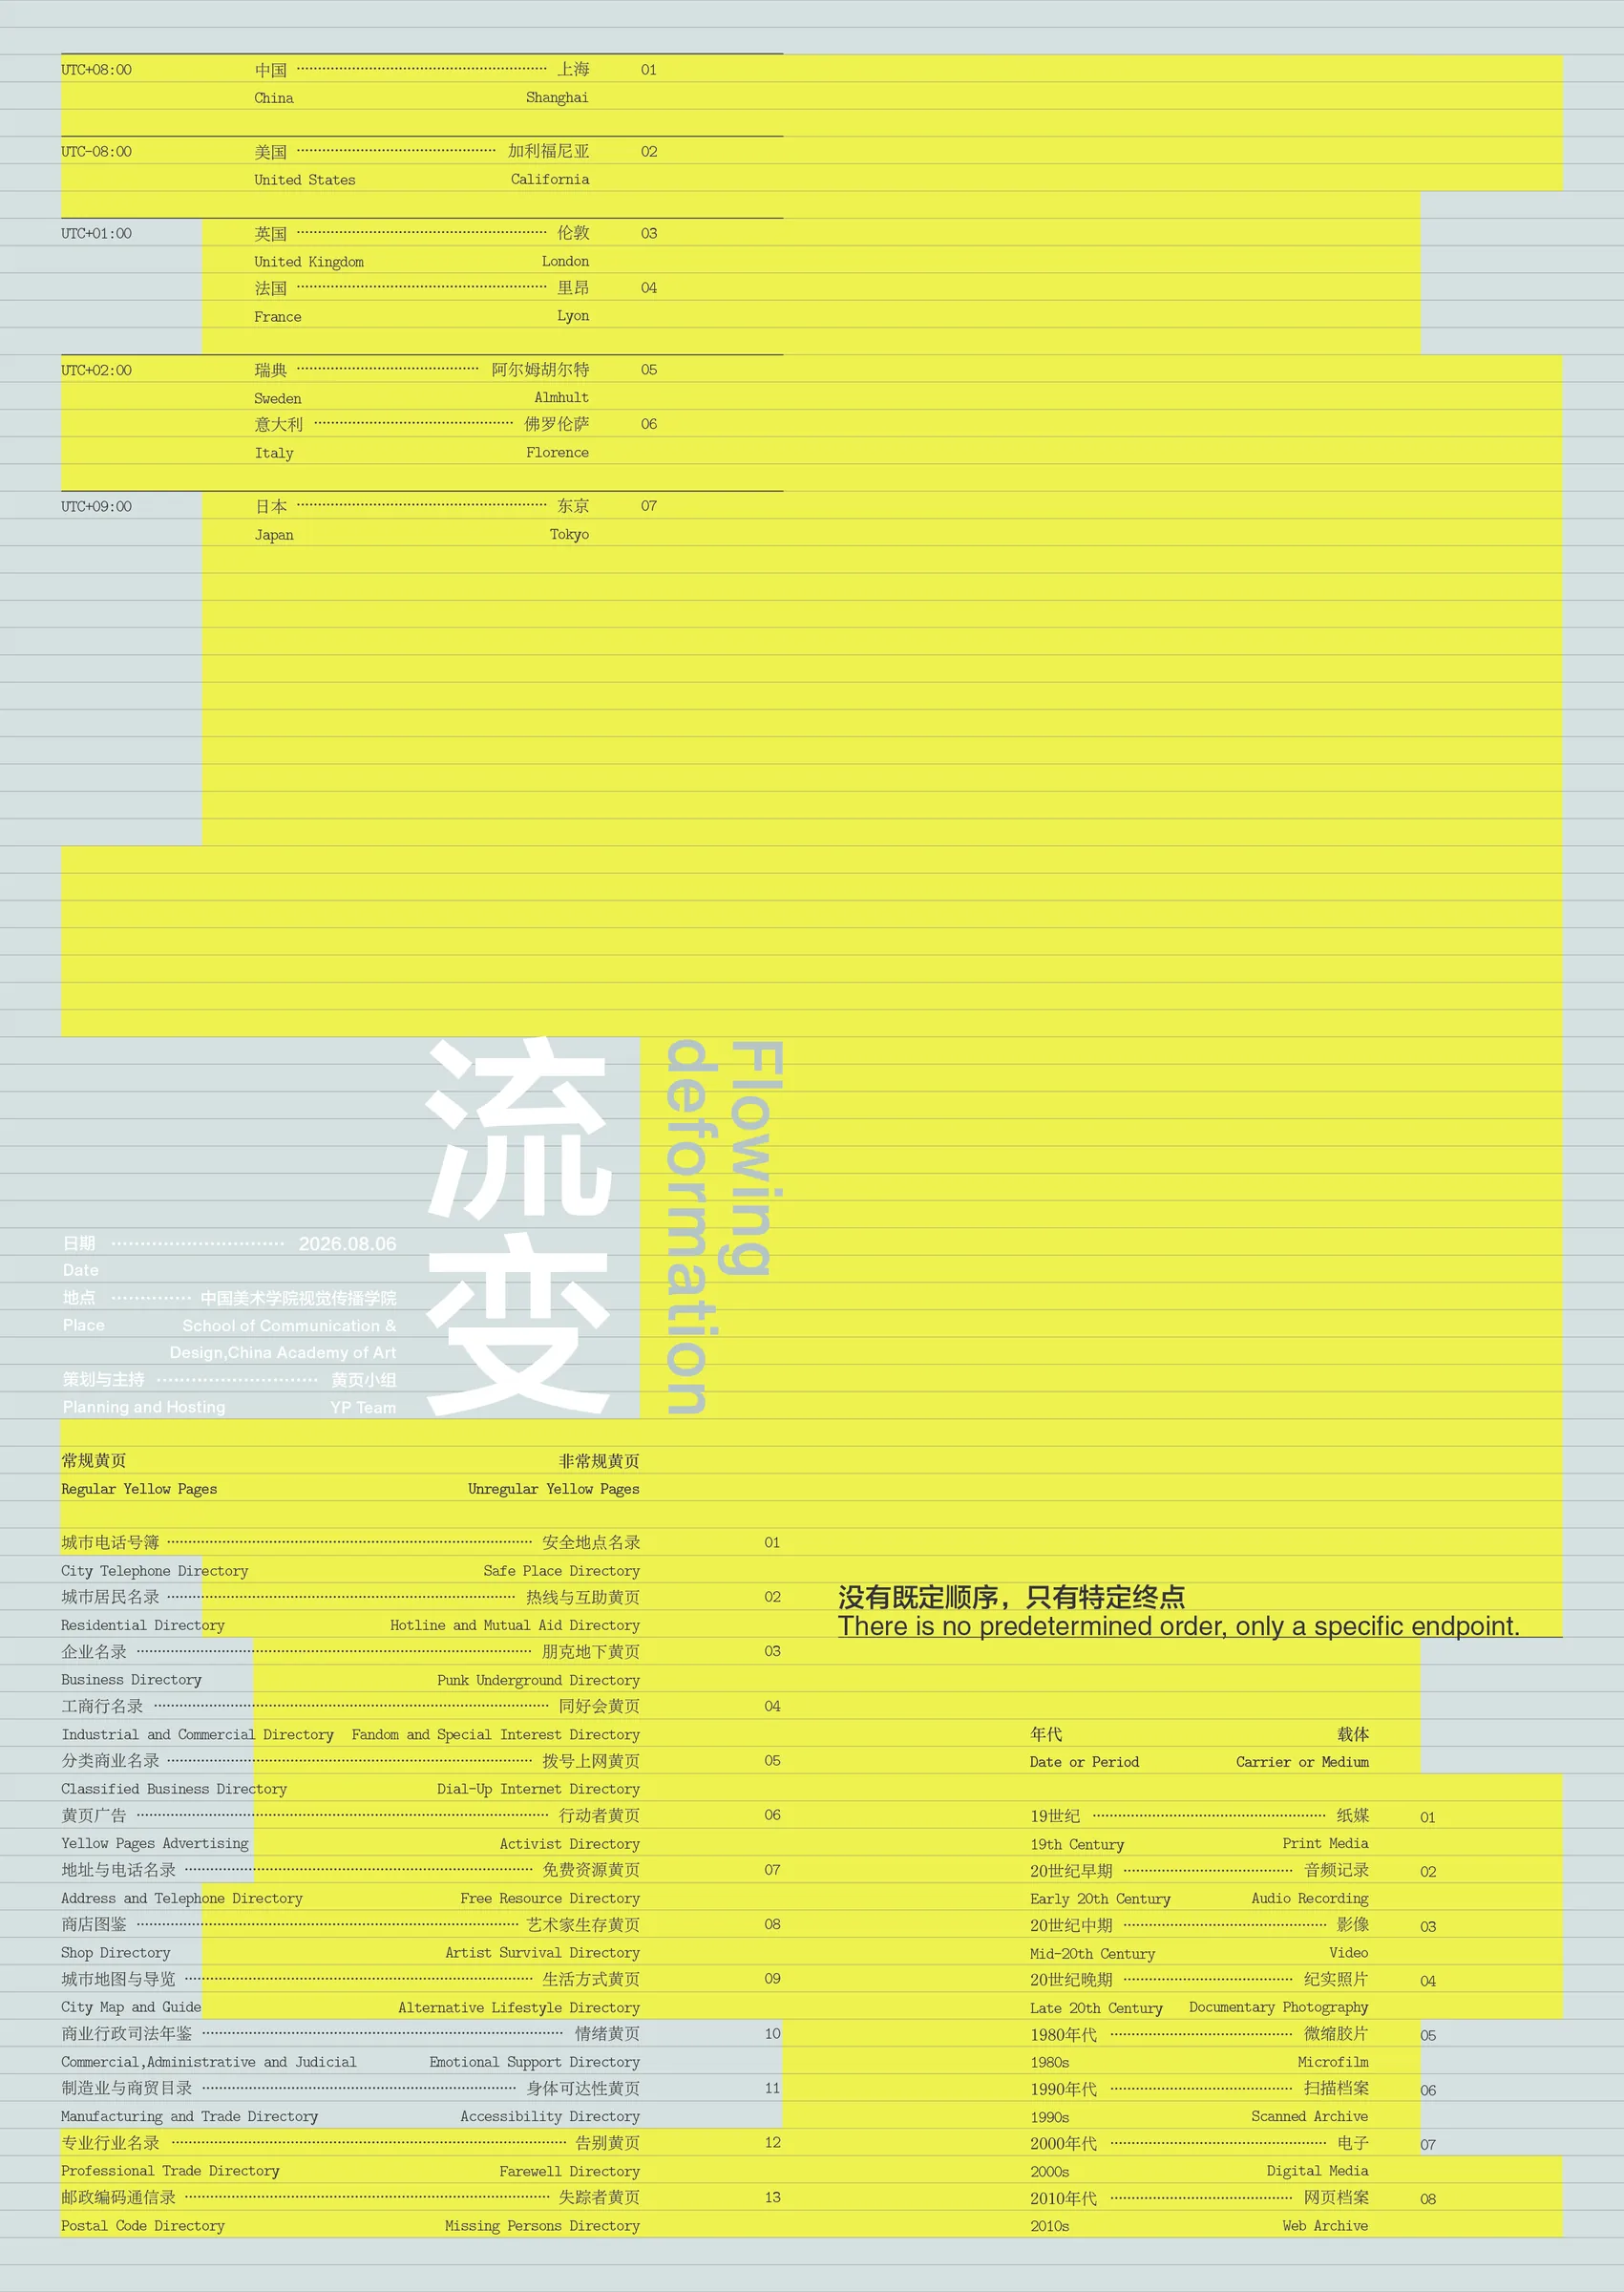 UTC+08:00 中国 上海 01
China Shanghai
UTC-08:00 美国 加利福尼亚 02
United States California
UTC+01:00 英国 伦敦 03
United Kingdom London
法国 里昂 04
France Lyon
UTC+02:00 瑞典 阿尔姆胡尔特 05
Sweden Almhult
意大利 佛罗伦萨 06
Italy Florence
UTC+09:00 日本 东京 07
Japan Tokyo
流变
Flowing
deformation
日期 2026.08.06
Date
地点 中国美术学院视觉传播学院
Place School of Communication &
Design,China Academy of Art
策划与主持 黄页小组
Planning and Hosting YP Team
常规黄页 非常规黄页
Regular Yellow Pages Unregular Yellow Pages
城市电话号簿 安全地点名录 01
City Telephone Directory Safe Place Directory
城市居民名录 热线与互助黄页 02
Residential Directory Hotline and Mutual Aid Directory
企业名录 朋克地下黄页 03
Business Directory Punk Underground Directory
工商行名录 同好会黄页 04
Industrial and Commercial Directory Fandom and Special Interest Directory
分类商业名录 拨号上网黄页 05
Classified Business Directory Dial-Up Internet Directory
黄页广告 行动者黄页 06
Yellow Pages Advertising Activist Directory
地址与电话名录 免费资源黄页 07
Address and Telephone Directory Free Resource Directory
商店图鉴 艺术家生存黄页 08
Shop Directory Artist Survival Directory
城市地图与导览 生活方式黄页 09
City Map and Guide Alternative Lifestyle Directory
商业行政司法年鉴 情绪黄页 10
Commercial,Administrative and Judicial Emotional Support Directory
制造业与商贸目录 身体可达性黄页 11
Manufacturing and Trade Directory Accessibility Directory
专业行业名录 告别黄页 12
Professional Trade Directory Farewell Directory
邮政编码通信录 失踪者黄页 13
Postal Code Directory Missing Persons Directory
没有既定顺序，只有特定终点
There is no predetermined order, only a specific endpoint.
年代 载体
Date or Period Carrier or Medium
19世纪 纸媒 01
19th Century Print Media
20世纪早期 音频记录 02
Early 20th Century Audio Recording
20世纪中期 影像 03
Mid-20th Century Video
20世纪晚期 纪实照片 04
Late 20th Century Documentary Photography
1980年代 微缩胶片 05
1980s Microfilm
1990年代 扫描档案 06
1990s Scanned Archive
2000年代 电子 07
2000s Digital Media
2010年代 网页档案 08
2010s Web Archive